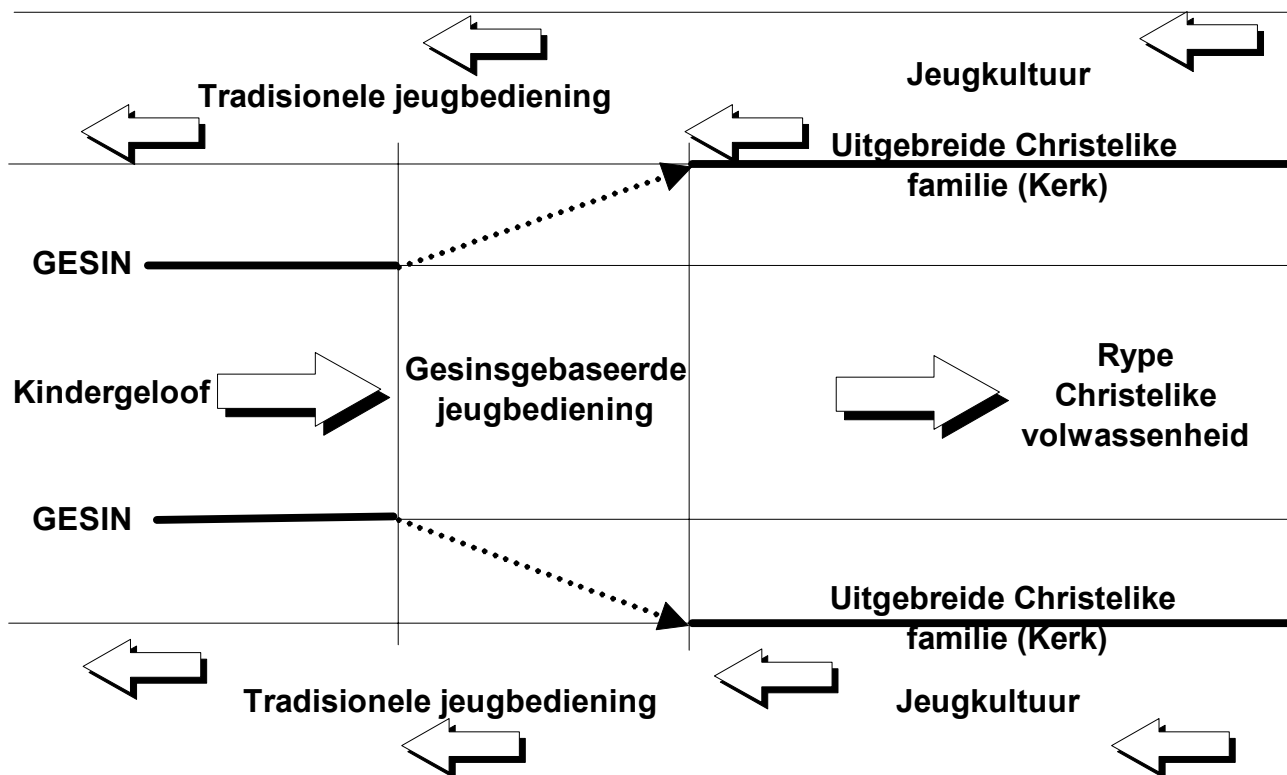 Jeugkultuur
Tradisionele jeugbediening
Uitgebreide Christelike
familie (Kerk)
GESIN
Kindergeloof
Gesinsgebaseerde
jeugbediening
Rype
Christelike
volwassenheid
GESIN
Uitgebreide Christelike
familie (Kerk)
Tradisionele jeugbediening
Jeugkultuur